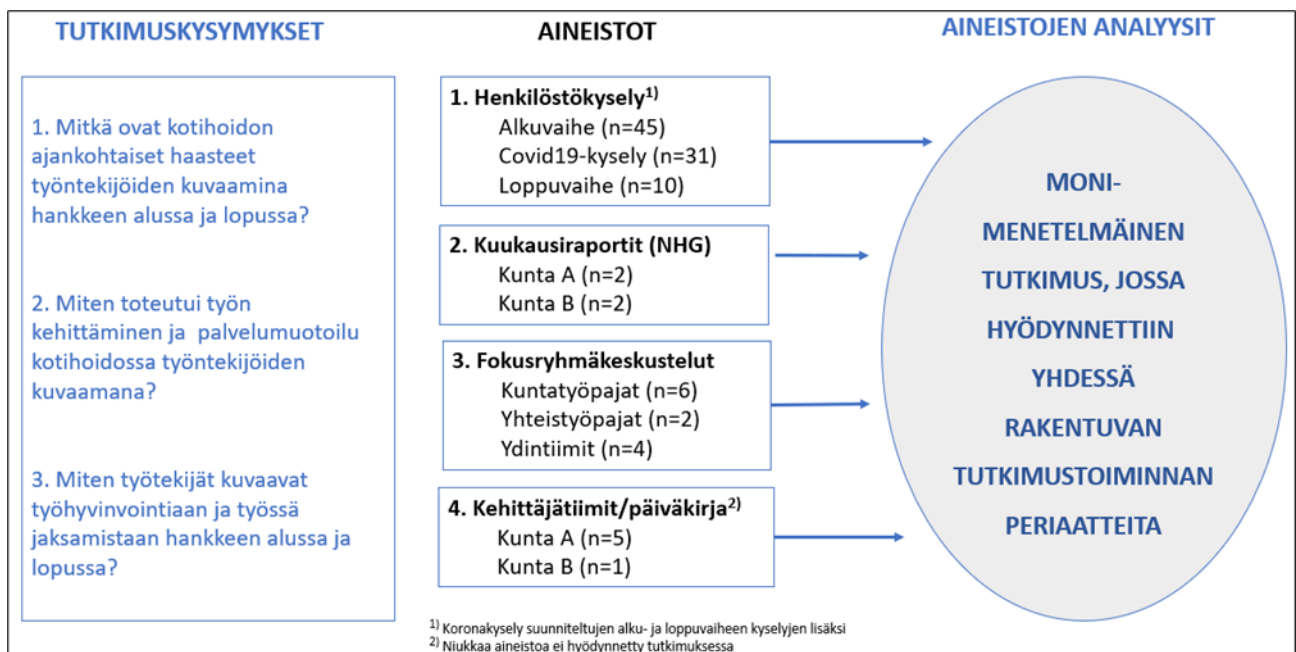 TUTKIMUSKYSYMYKSET
1. Mitkä ovat kotihoidon
ajankohtaiset haasteet
työntekijöiden kuvaamina
hankkeen alussa ja lopussa?
2. Miten toteutui työn
kehittäminen ja palvelumuotoilu
kotihoidossa työntekijöiden
kuvaamana?
3. Miten työtekijät kuvaavat
työhyvinvointiaan ja työssä
jaksamistaan hankkeen alussa ja
lopussa?
AINEISTOT
1. Henkilöstökysely1)
Alkuvaihe (n=45)
Covid19-kysely (n=31)
Loppuvaihe (n=10)
2. Kuukausiraportit (NHG)
Kunta A (n=2)
Kunta B (n=2)
3. Fokusryhmäkeskustelut
Kuntatyöpajat (n=6)
Yhteistyöpajat (n=2)
Ydintiimit (n=4)
4. Kehittäjätiimit/päiväkirja2)
Kunta A (n=5)
Kunta B (n=1)
1) Koronakysely suunniteltujen alku- ja loppuvaiheen kyselyjen lisäksi
2) Niukkaa aineistoa ei hyödynnetty tutkimuksessa
AINEISTOJEN ANALYYSIT
MONI-
MENETELMÄINEN
TUTKIMUS, JOSSA
HYÖDYNNETTIIN
YHDESSÄ
RAKENTUVAN
TUTKIMUSTOIMINNAN
PERIAATTEITA